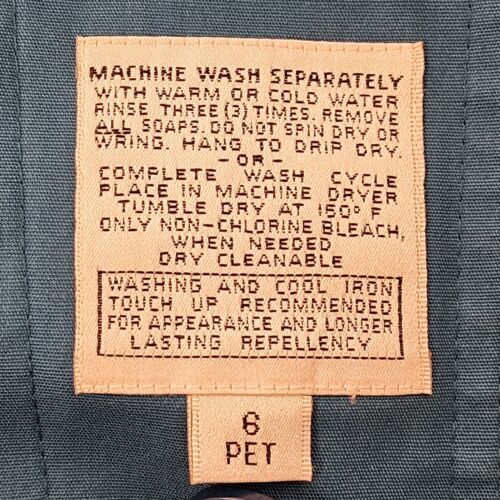 MACHINE WASH SEPARATELY
WITH WARM OR COLD WATER
RINSE THREE (3) TIMES. REMOVE
ALL SOAPS. DO NOT SPIN DRY OR
WRING. HANG TO DRIP DRY.
- OR -
COMPLETE WASH CYCLE
PLACE IN MACHINE DRYER
TUMBLE DRY AT 160° F
ONLY NON-CHLORINE BLEACH,
WHEN NEEDED
DRY CLEANABLE
WASHING AND COOL IRON
TOUCH UP RECOMMENDED
FOR APPEARANCE AND LONGER
LASTING REPELLENCY
6
PET